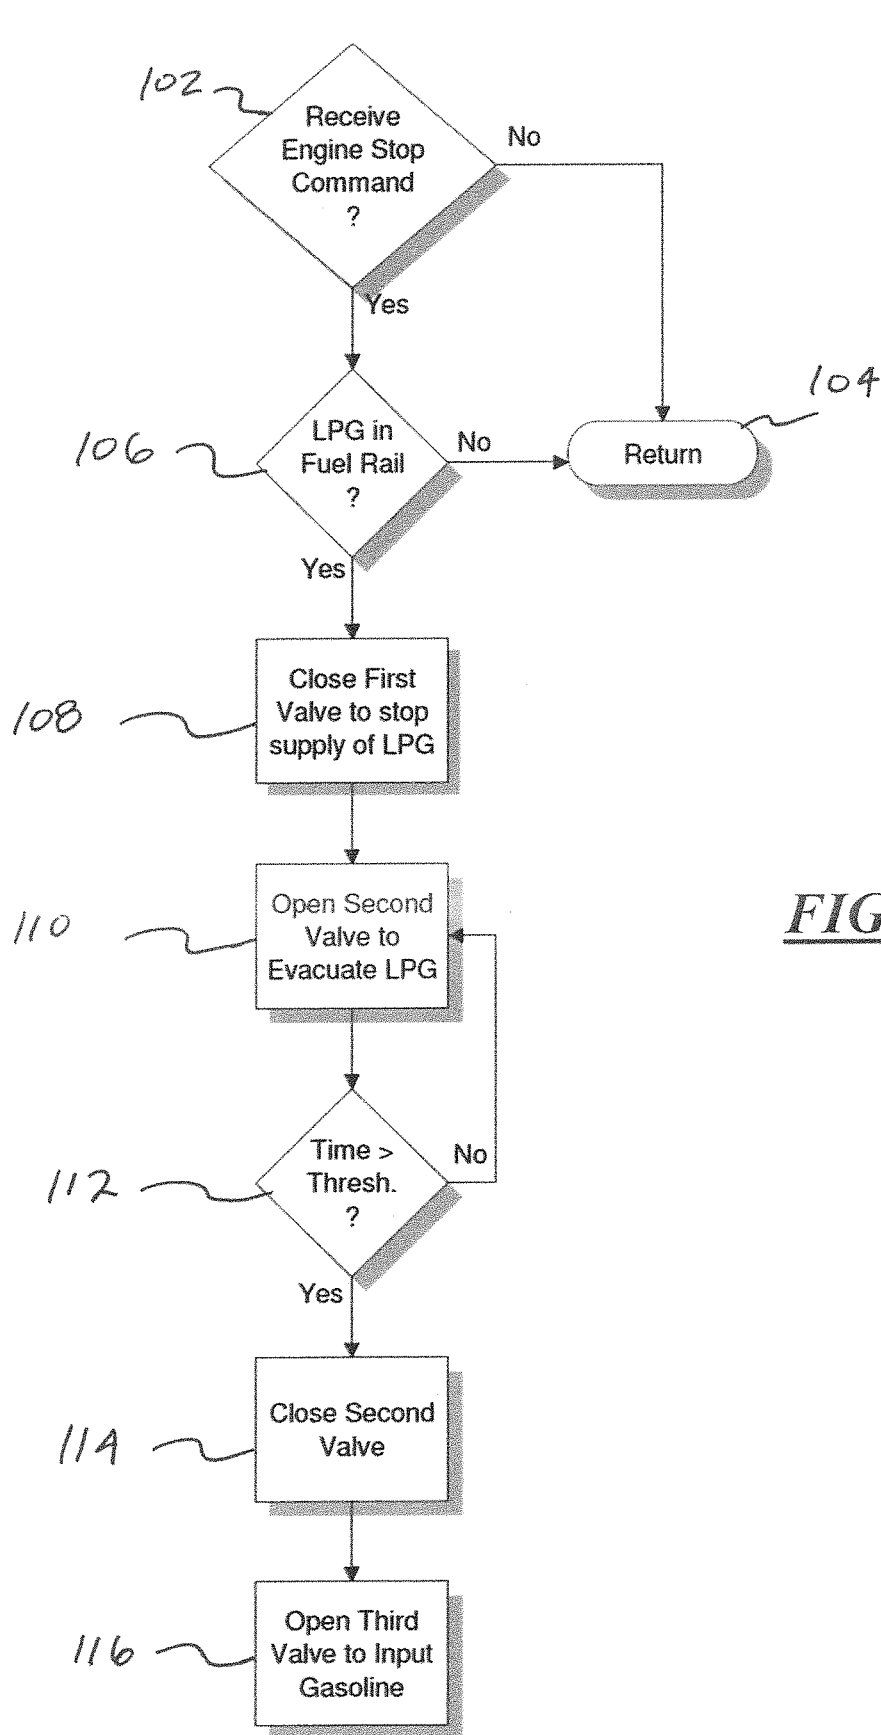 102
Receive
Engine Stop
Command
?
No
Yes
104
106
LPG in
Fuel Rail
?
No
Return
Yes
108
Close First
Valve to stop
supply of LPG
110
Open Second
Valve to
Evacuate LPG
FIG
112
Time >
Thresh.
?
No
Yes
114
Close Second
Valve
116
Open Third
Valve to Input
Gasoline